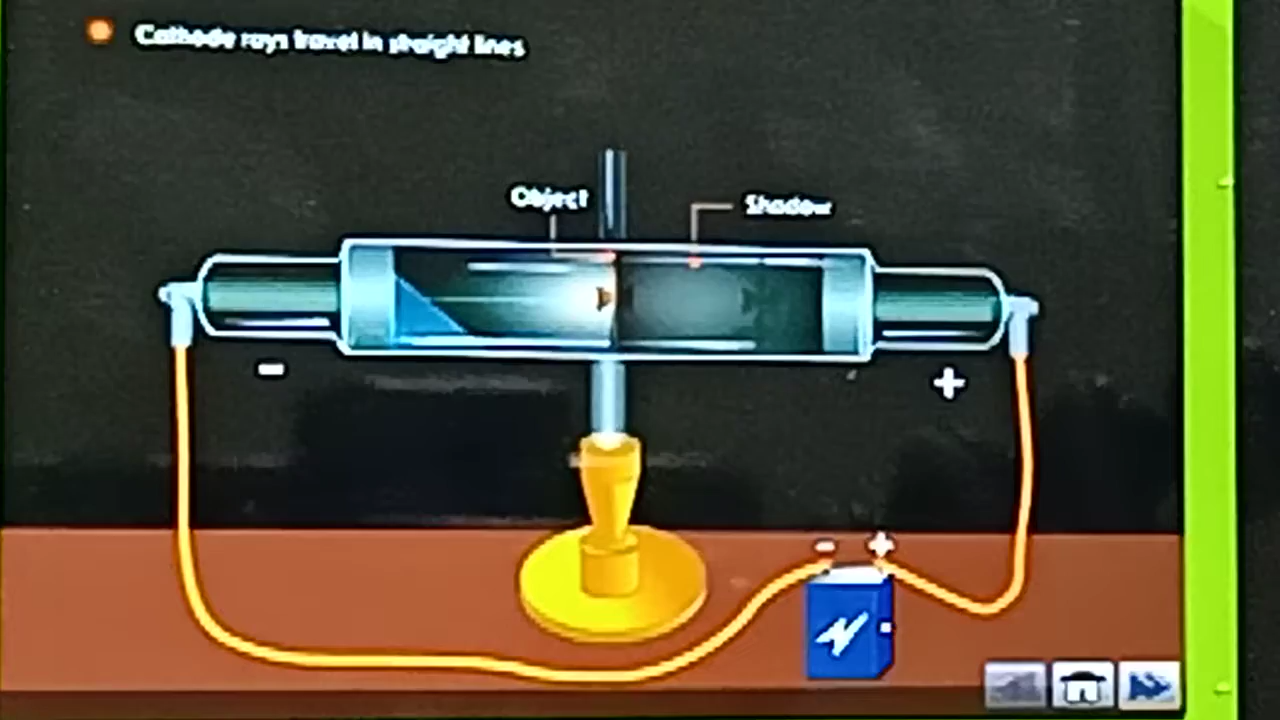 Cathode rays travel in straight lines
Object
Shadow
-
+
- +